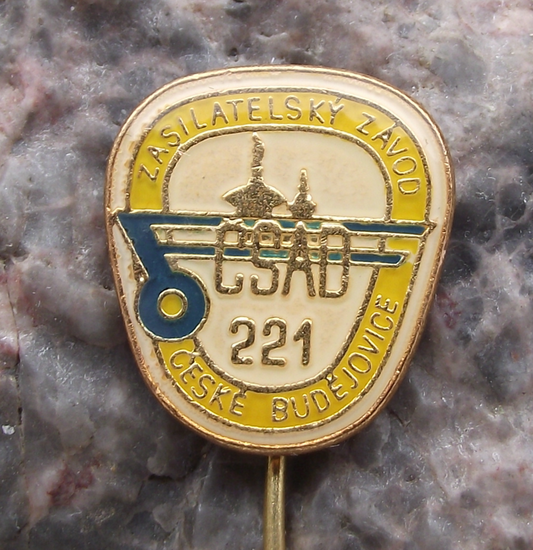 ZASILATELSKÝ ZÁVOD
ČSAD
221
ČESKÉ BUDĚJOVICE